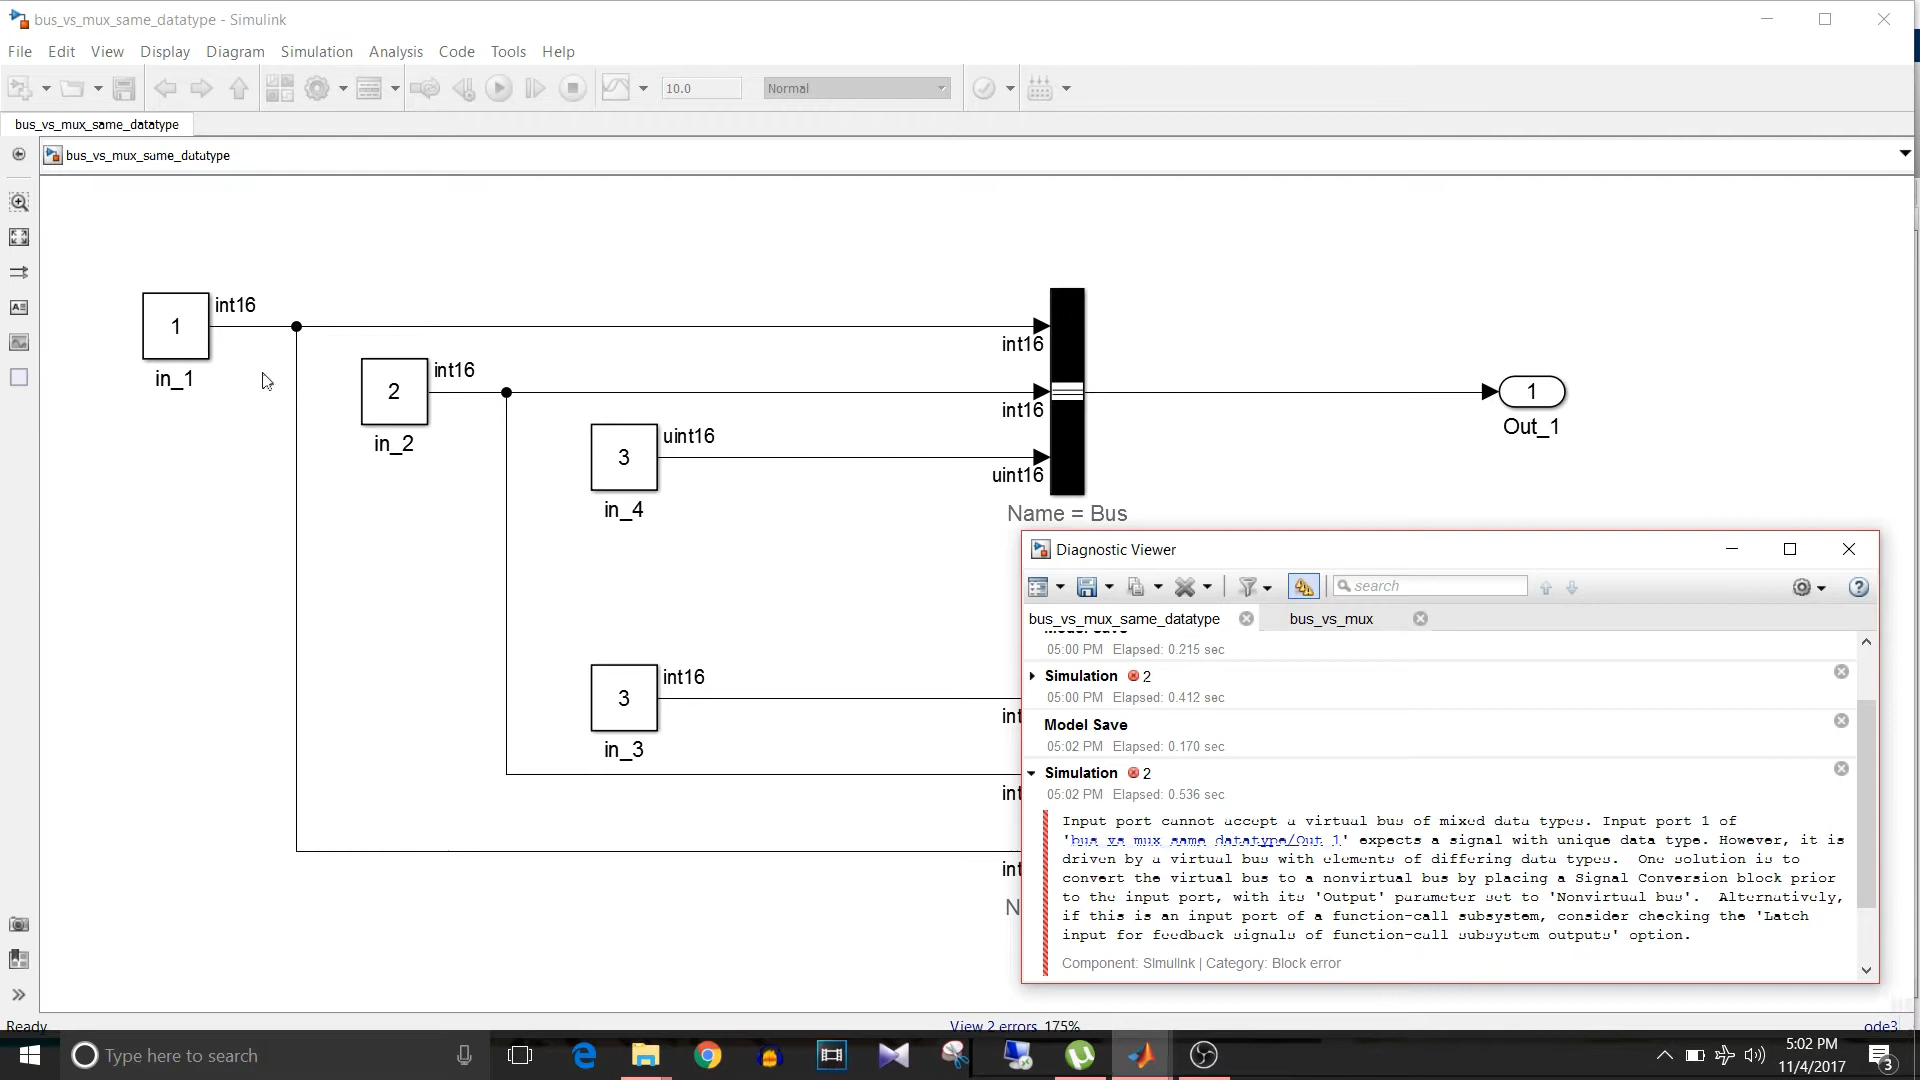 bus_vs_mux_same_datatype - Simulink
File Edit View Display Diagram Simulation Analysis Code Tools Help
10.0 Normal
bus_vs_mux_same_datatype
bus_vs_mux_same_datatype
1 int16
in_1
int16
2 int16
in_2
int16
1
Out_1
3 uint16
in_4
uint16
Name = Bus
3 int16
in_3
int
int
int
N
Diagnostic Viewer
search
bus_vs_mux_same_datatype bus_vs_mux
Model Save
05:00 PM Elapsed: 0.215 sec
Simulation 2
05:00 PM Elapsed: 0.412 sec
Model Save
05:02 PM Elapsed: 0.170 sec
Simulation 2
05:02 PM Elapsed: 0.536 sec
Input port cannot accept a virtual bus of mixed data types. Input port 1 of
'bus_vs_mux_same_datatype/Out_1' expects a signal with unique data type. However, it is
driven by a virtual bus with elements of differing data types. One solution is to
convert the virtual bus to a nonvirtual bus by placing a Signal Conversion block prior
to the input port, with its 'Output' parameter set to 'Nonvirtual bus'. Alternatively,
if this is an input port of a function-call subsystem, consider checking the 'Latch
input for feedback signals of function-call subsystem outputs' option.
Component: Simulink | Category: Block error
Ready View 2 errors 175% ode3
Type here to search
5:02 PM
11/4/2017
3